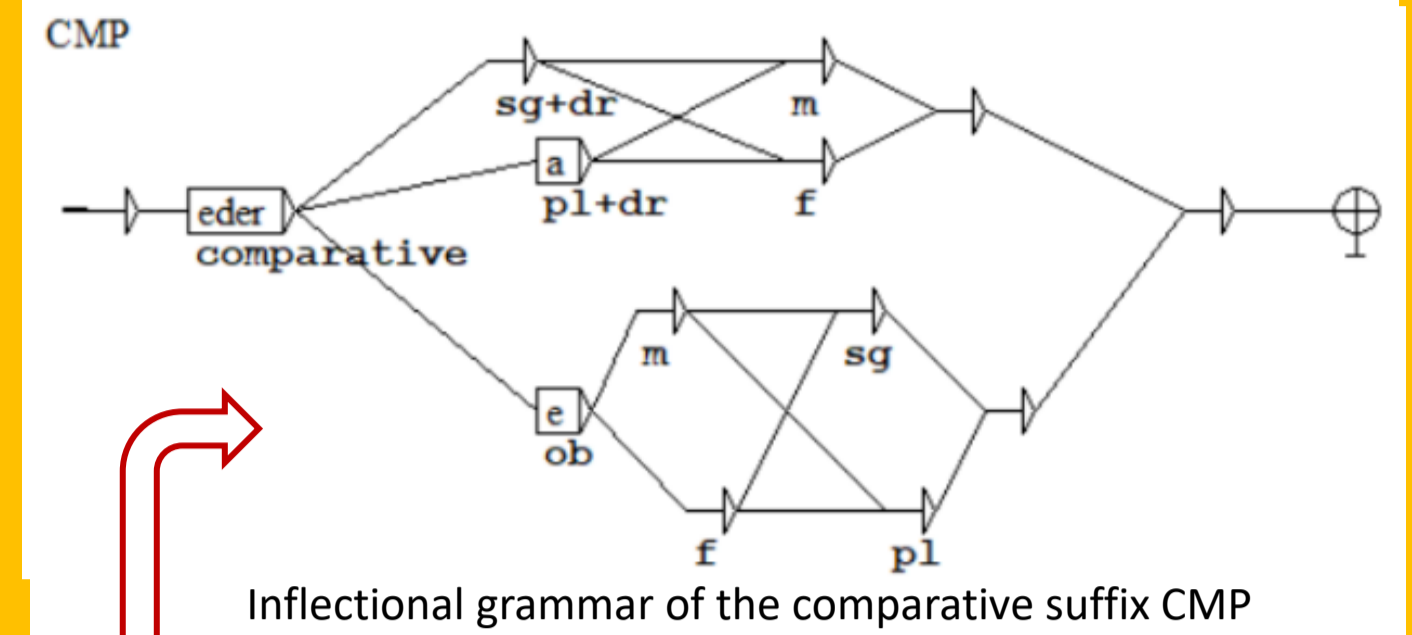 CMP
sg+dr
m
a
pl+dr
f
eder
comparative
m
sg
e
ob
f
pl
Inflectional grammar of the comparative suffix CMP